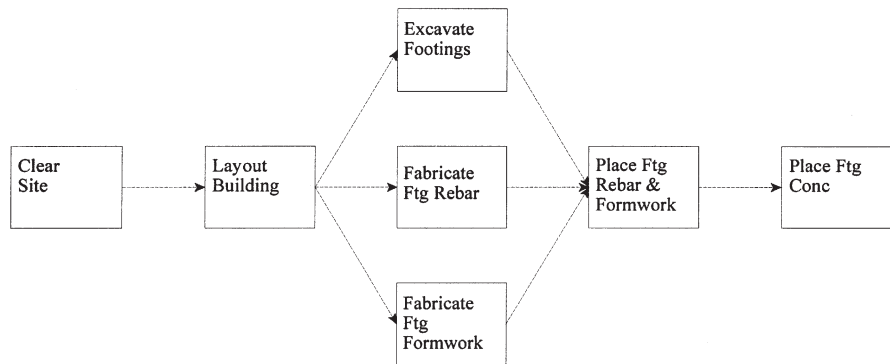 Excavate
Footings
Clear
Site
Layout
Building
Fabricate
Ftg Rebar
Place Ftg
Rebar &
Formwork
Place Ftg
Conc
Fabricate
Ftg
Formwork